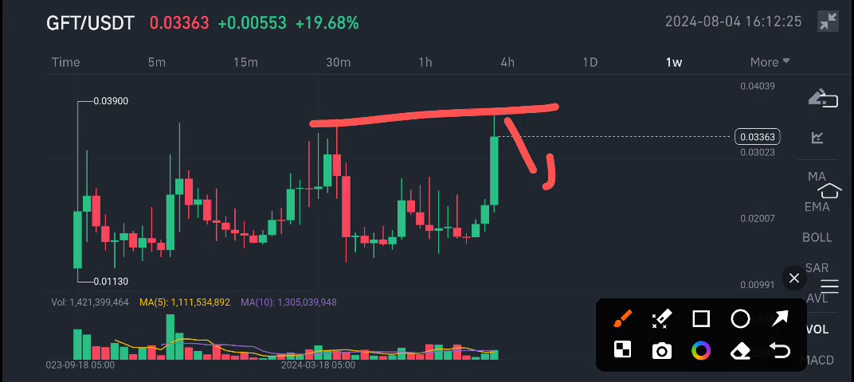 GFT/USDT 0.03363 +0.00553 +19.68% 2024-08-04 16:12:25
Time 5m 15m 30m 1h 4h 1D 1w More
0.04039
0.03900
0.03363
0.03023
MA
EMA
0.02007
BOLL
SAR
0.01130
0.00991
AVL
Vol: 1,421,399,464 MA(5): 1,111,534,892 MA(10): 1,305,039,948
VOL
MACD
023-09-18 05:00 2024-03-18 05:00